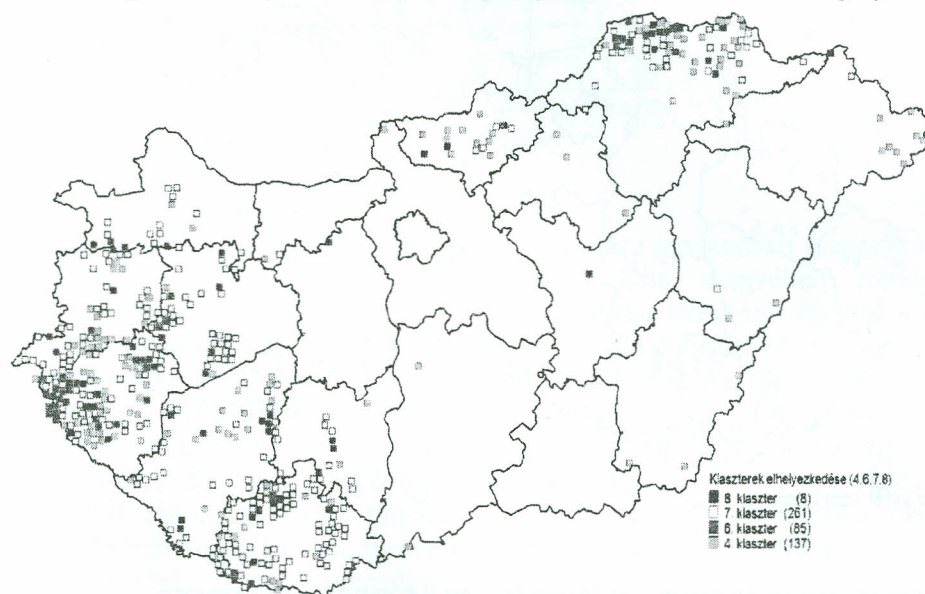 Klaszterek elhelyezkedése (4,6,7,8)
8 klaszter (8)
7 klaszter (261)
6 klaszter (85)
4 klaszter (137)